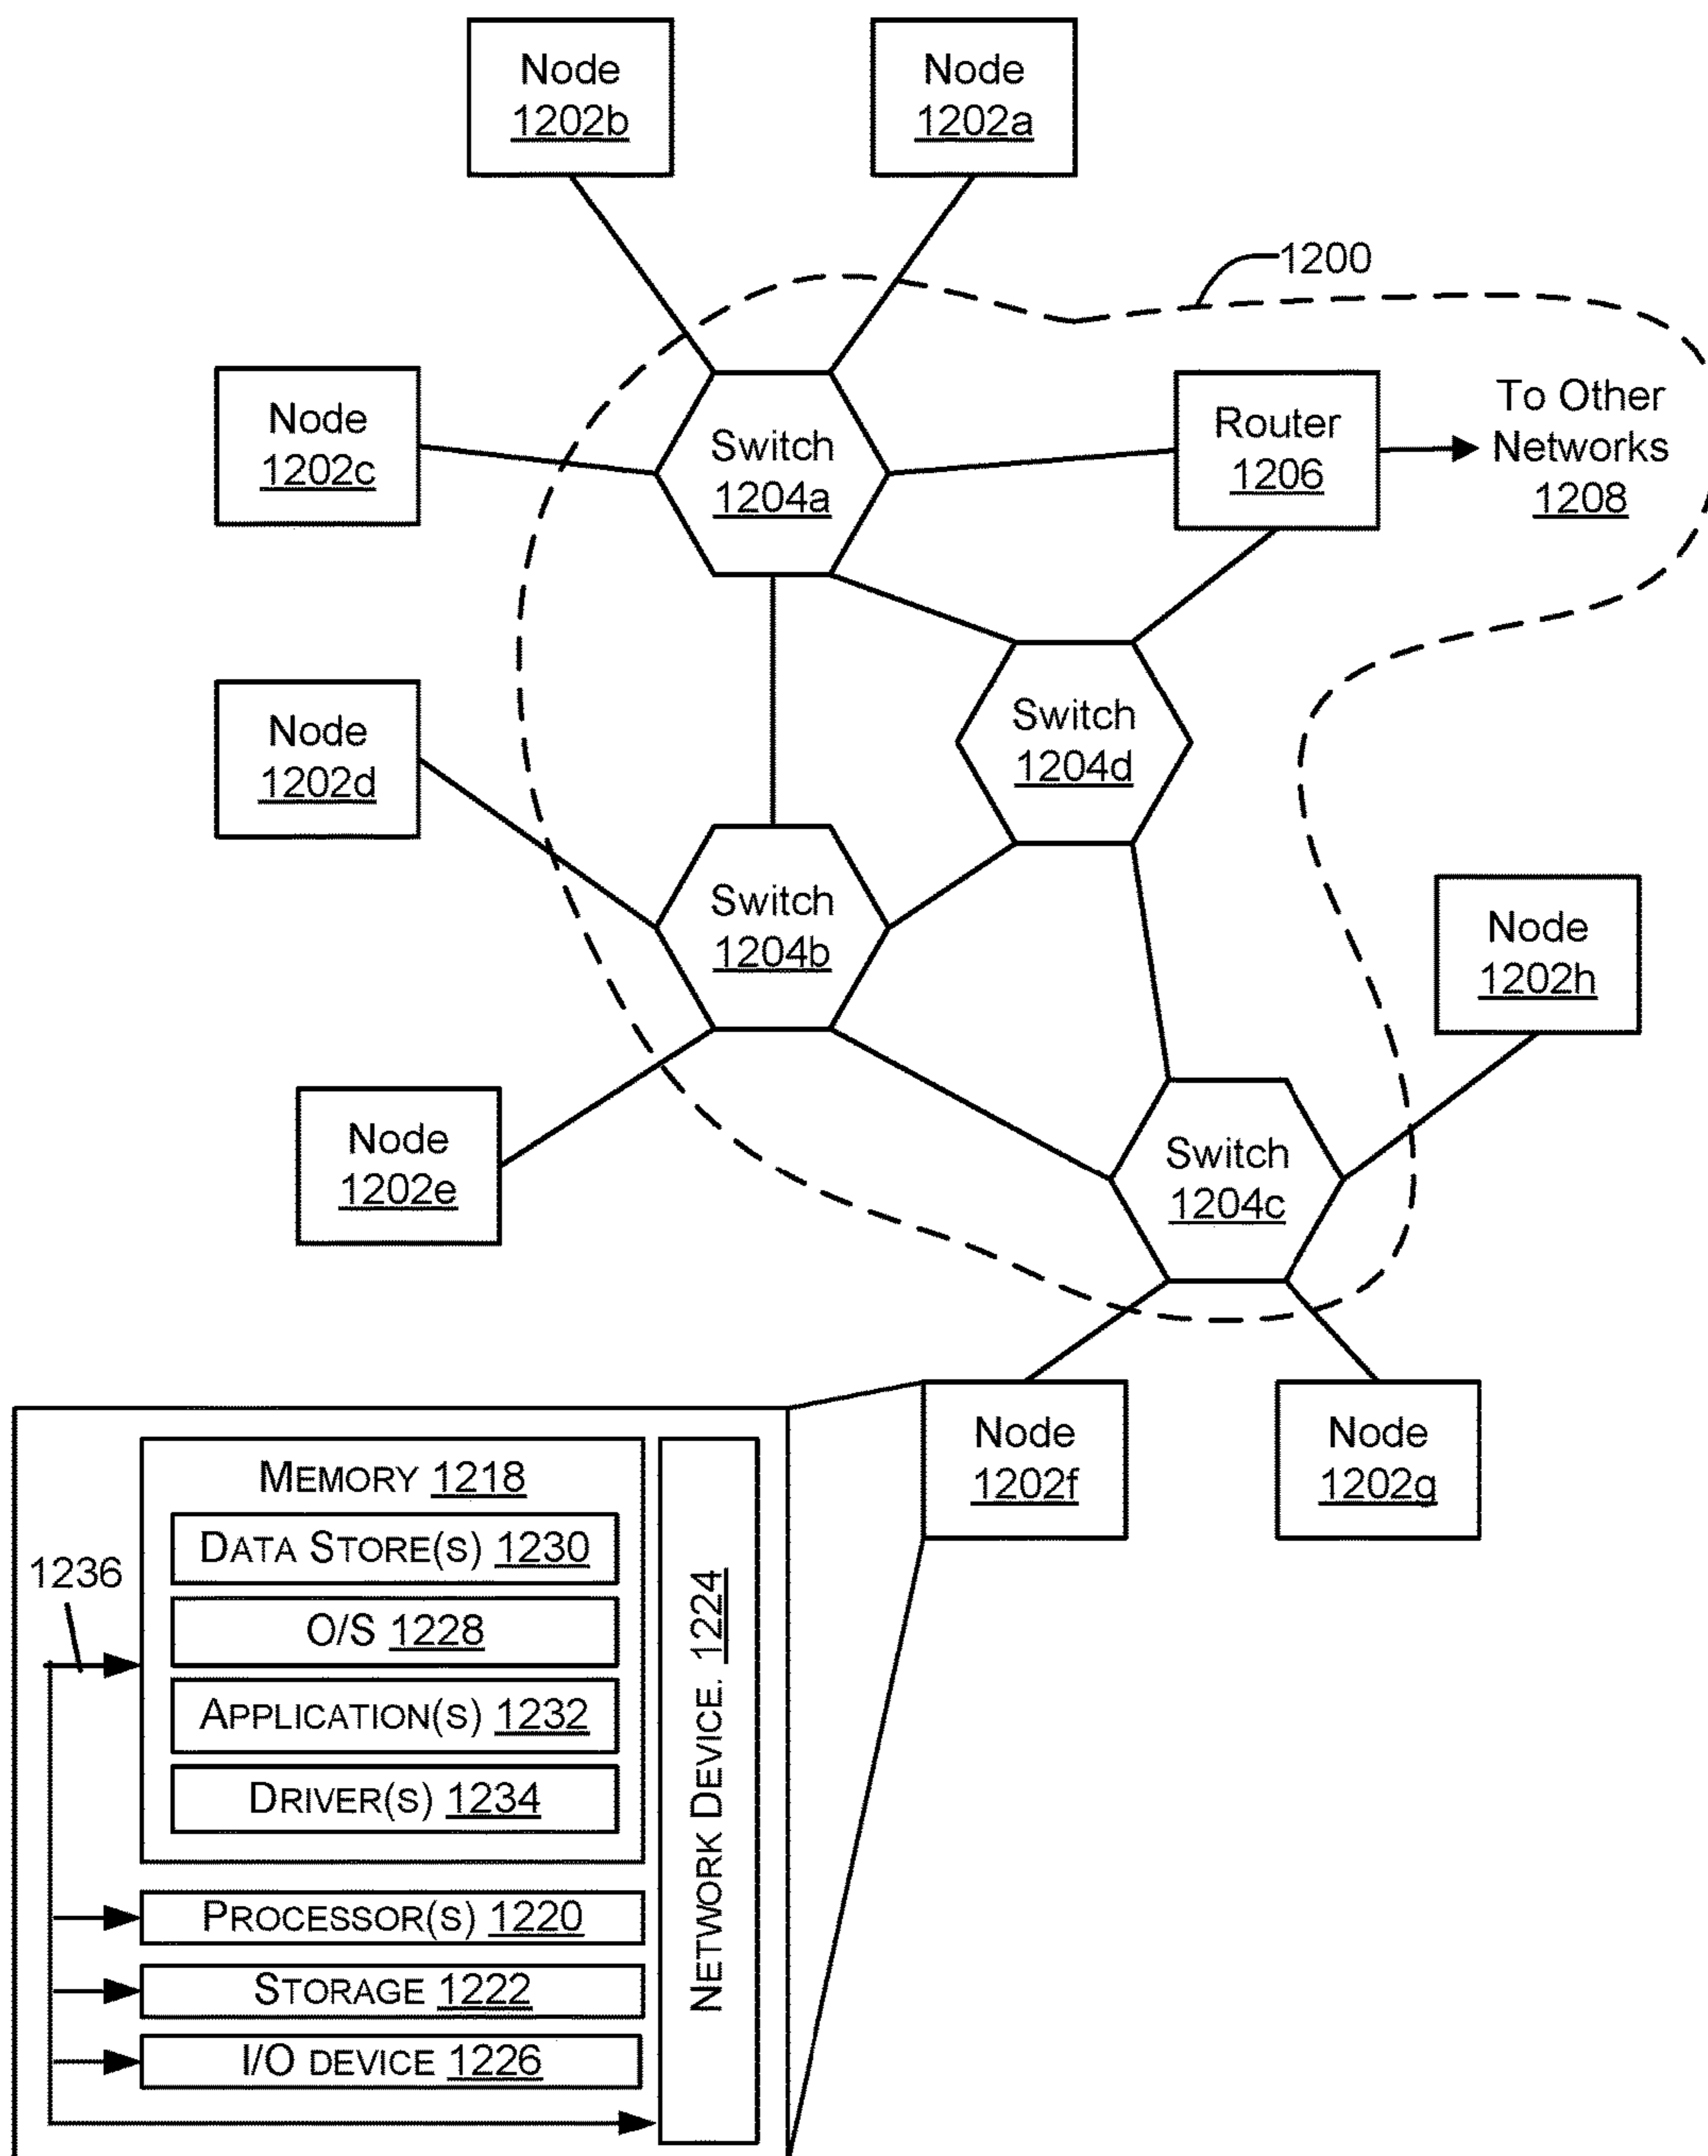 Node
1202b
Node
1202a
1200
Node
1202c
Switch
1204a
Router
1206
To Other
Networks
1208
Node
1202d
Switch
1204d
Switch
1204b
Node
1202h
Node
1202e
Switch
1204c
Node
1202f
Node
1202g
MEMORY 1218
DATA STORE(S) 1230
1236
O/S 1228
APPLICATION(S) 1232
DRIVER(S) 1234
PROCESSOR(S) 1220
STORAGE 1222
I/O DEVICE 1226
NETWORK DEVICE. 1224